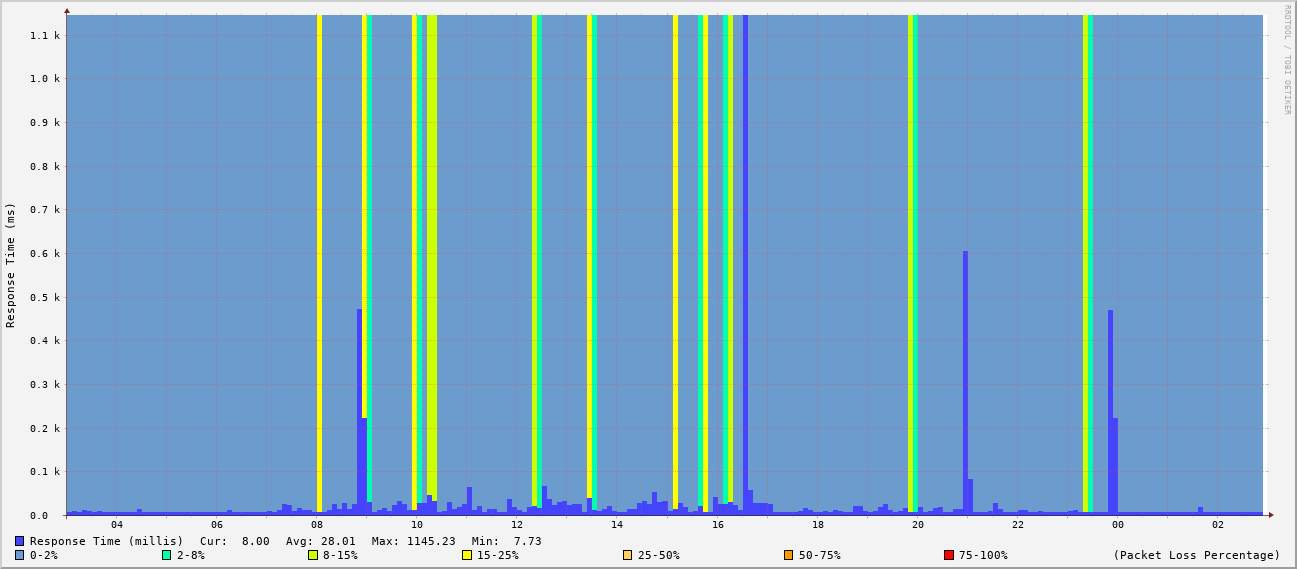 RRDTOOL / TOBI OETIKER
Response Time (ms)
1.1 k
1.0 k
0.9 k
0.8 k
0.7 k
0.6 k
0.5 k
0.4 k
0.3 k
0.2 k
0.1 k
0.0
04 06 08 10 12 14 16 18 20 22 00 02
Response Time (millis) Cur: 8.00 Avg: 28.01 Max: 1145.23 Min: 7.73
0-2% 2-8% 8-15% 15-25% 25-50% 50-75% 75-100% (Packet Loss Percentage)